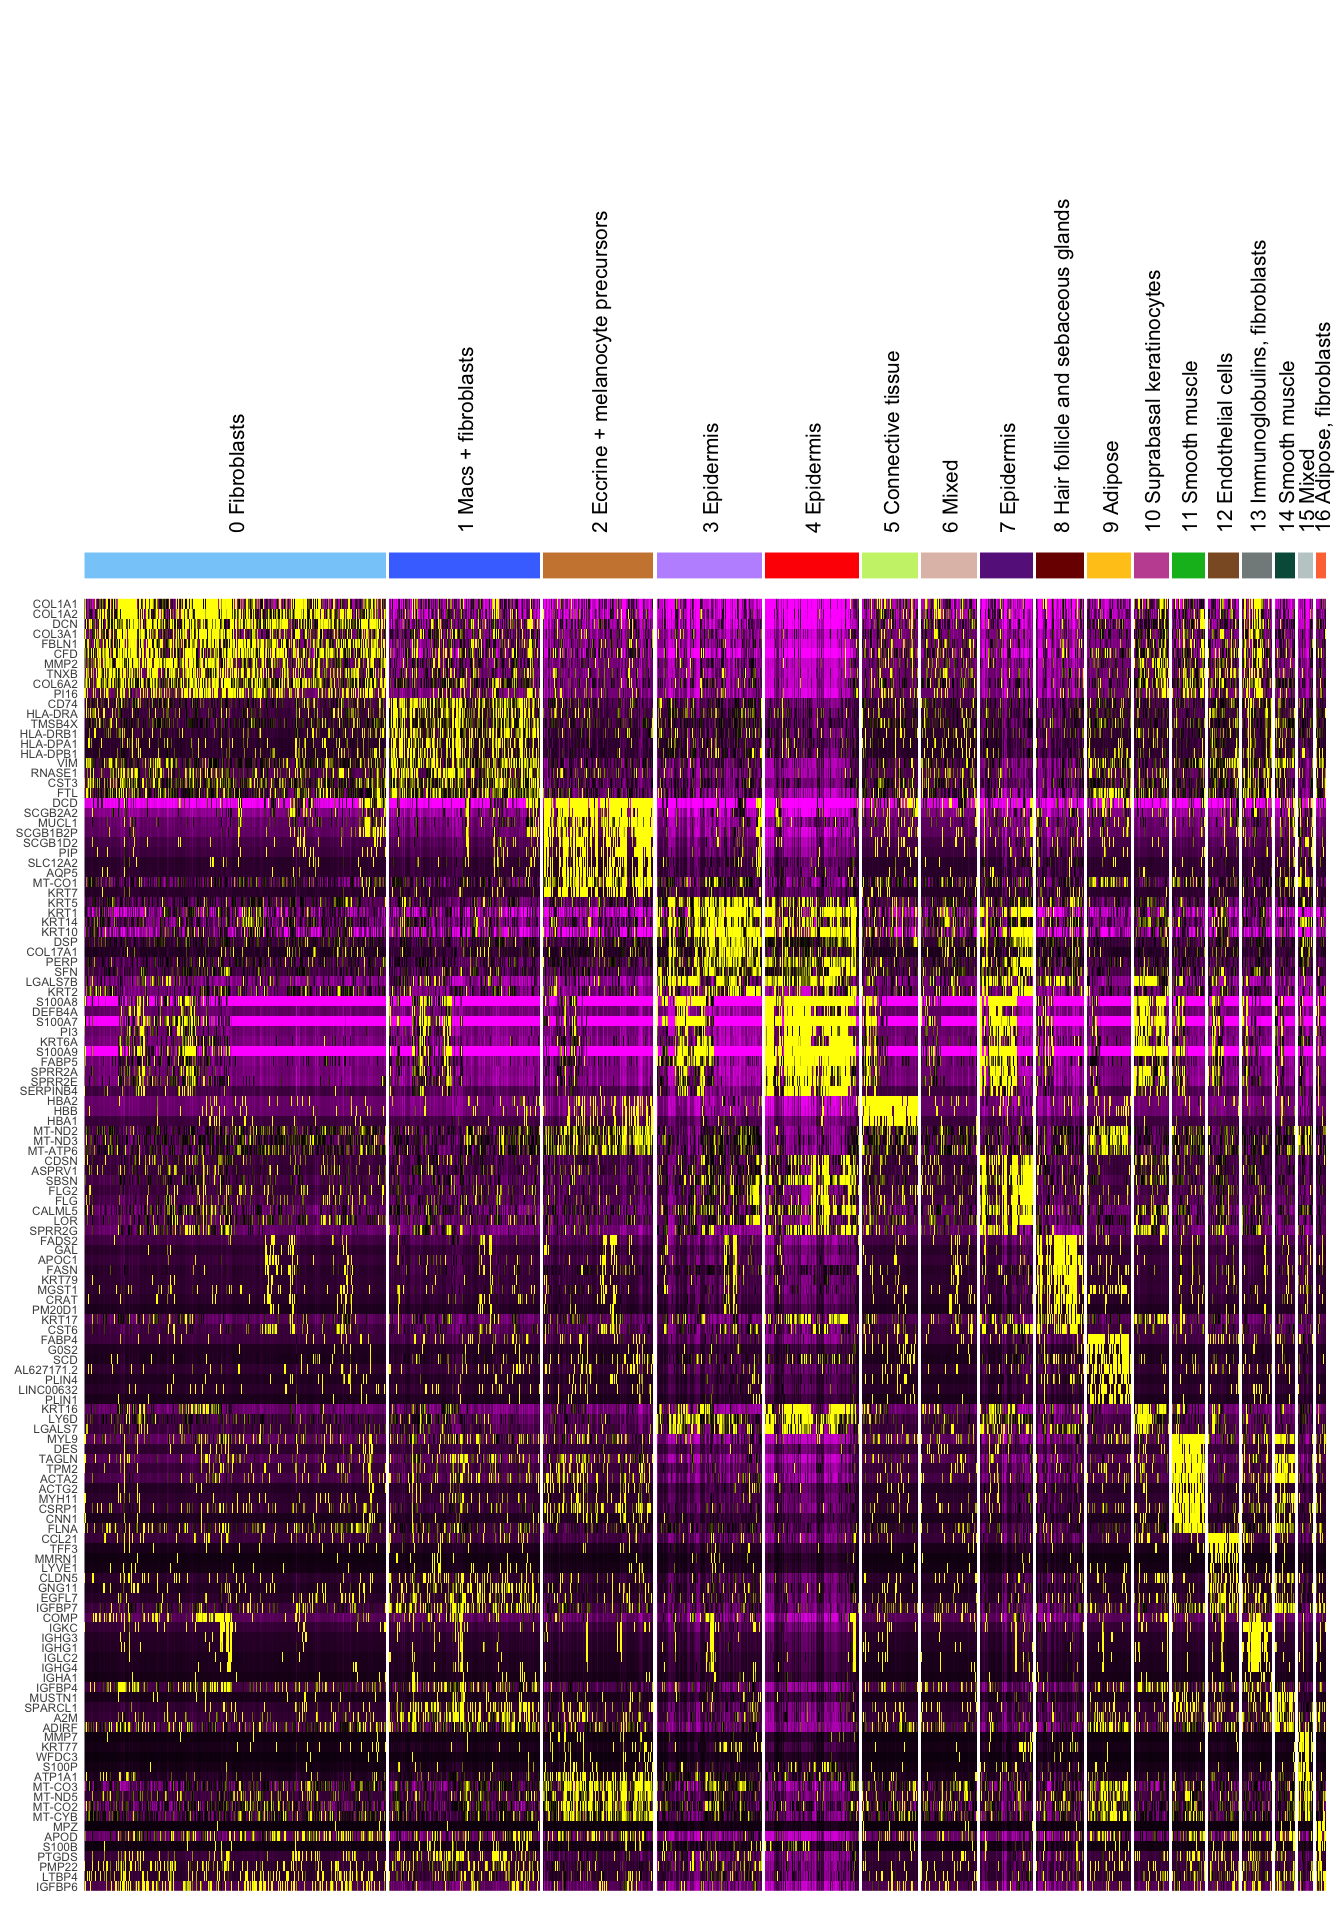 0 Fibroblasts
1 Macs + fibroblasts
2 Eccrine + melanocyte precursors
3 Epidermis
4 Epidermis
5 Connective tissue
6 Mixed
7 Epidermis
8 Hair follicle and sebaceous glands
9 Adipose
10 Suprabasal keratinocytes
11 Smooth muscle
12 Endothelial cells
13 Immunoglobulins, fibroblasts
14 Smooth muscle
15 Mixed
16 Adipose, fibroblasts
COL1A1
COL1A2
DCN
COL3A1
FBLN1
CFD
MMP2
TNXB
COL6A2
PI16
CD74
HLA-DRA
TMSB4X
HLA-DRB1
HLA-DPA1
HLA-DPB1
VIM
RNASE1
CST3
FTL
DCD
SCGB2A2
MUCL1
SCGB1B2P
SCGB1D2
PIP
SLC12A2
AQP5
MT-CO1
KRT7
KRT5
KRT1
KRT14
KRT10
DSP
COL17A1
PERP
SFN
LGALS7B
KRT2
S100A8
DEFB4A
S100A7
PI3
KRT6A
S100A9
FABP5
SPRR2A
SPRR2E
SERPINB4
HBA2
HBB
HBA1
MT-ND2
MT-ND3
MT-ATP6
CDSN
ASPRV1
SBSN
FLG2
FLG
CALML5
LOR
SPRR2G
FADS2
GAL
APOC1
FASN
KRT79
MGST1
CRAT
PM20D1
KRT17
CST6
FABP4
G0S2
SCD
AL627171.2
PLIN4
LINC00632
PLIN1
KRT16
LY6D
LGALS7
MYL9
DES
TAGLN
TPM2
ACTA2
ACTG2
MYH11
CSRP1
CNN1
FLNA
CCL21
TFF3
MMRN1
LYVE1
CLDN5
GNG11
EGFL7
IGFBP7
COMP
IGKC
IGHG3
IGHG1
IGLC2
IGHG4
IGHA1
IGFBP4
MUSTN1
SPARCL1
A2M
ADIRF
MMP7
KRT77
WFDC3
S100P
ATP1A1
MT-CO3
MT-ND5
MT-CO2
MT-CYB
MPZ
APOD
S100B
PTGDS
PMP22
LTBP4
IGFBP6